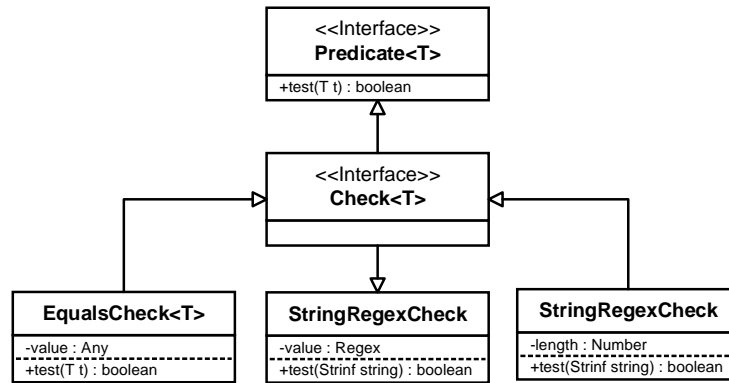 <<Interface>>
Predicate<T>
+test(T t) : boolean
<<Interface>>
Check<T>
EqualsCheck<T>
-value : Any
+test(T t) : boolean
StringRegexCheck
-value : Regex
+test(Strinf string) : boolean
StringRegexCheck
-length : Number
+test(Strinf string) : boolean